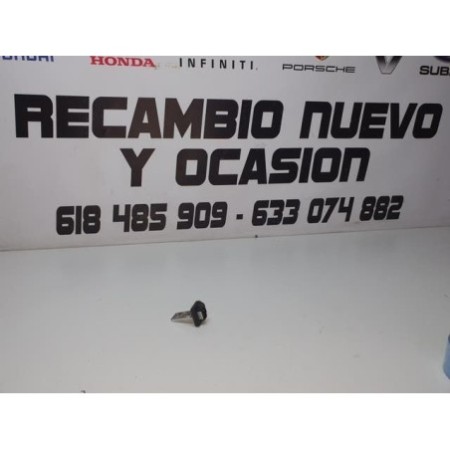 HONDA INFINITI PORSCHE
RECAMBIO NUEVO
Y OCASION
618 485 909 - 633 074 882